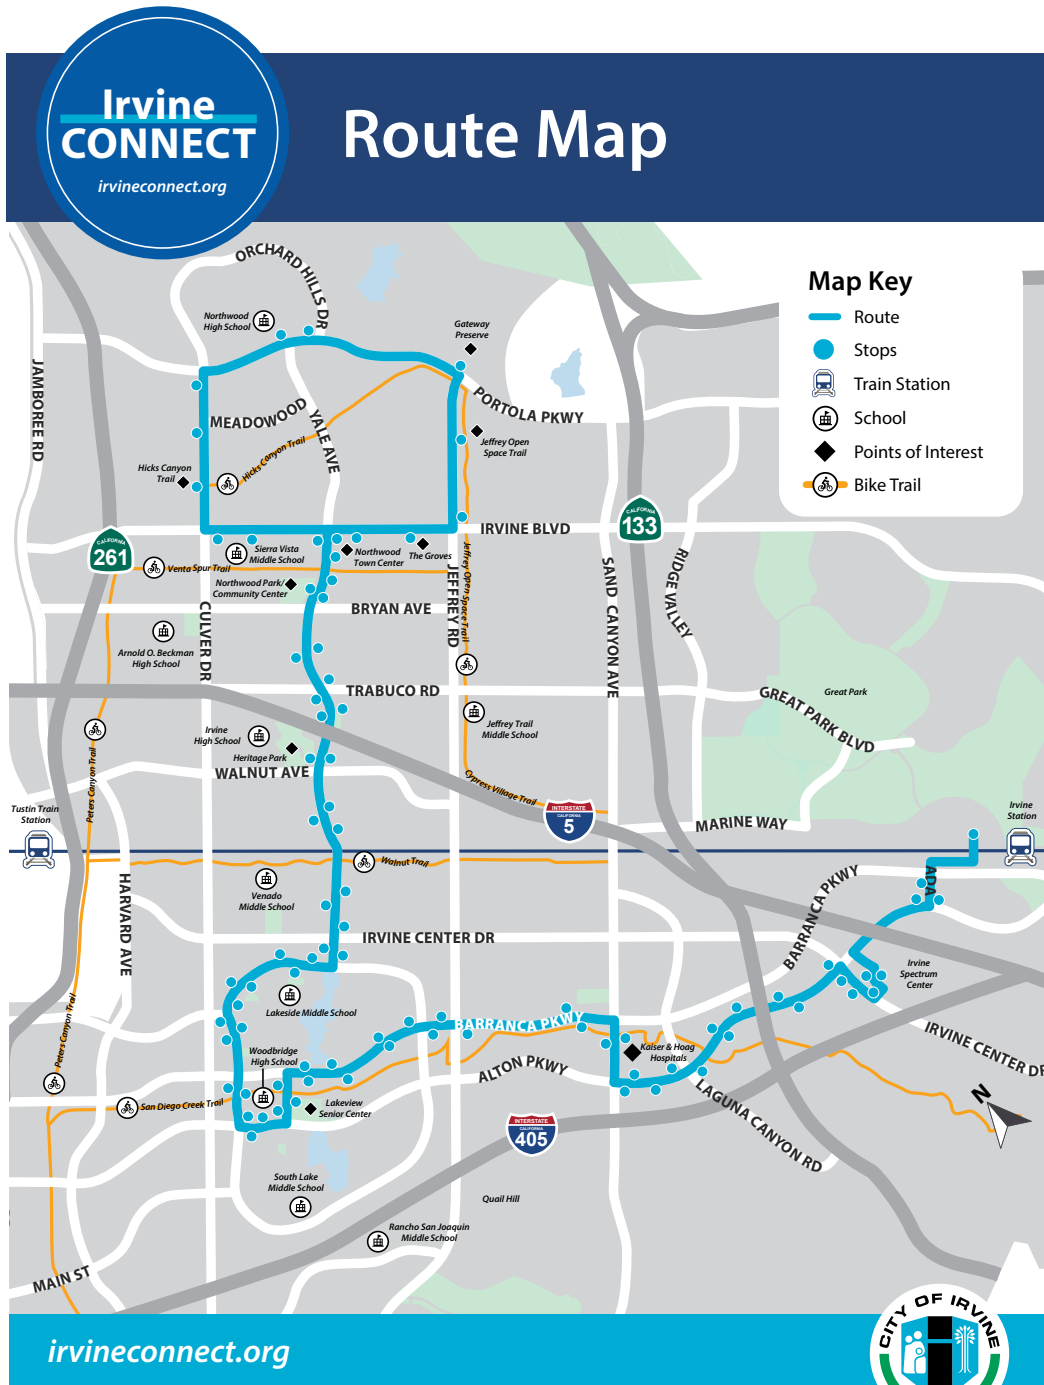 Irvine
CONNECT
irvineconnect.org
Route Map
Map Key
Route
Stops
Train Station
School
Points of Interest
Bike Trail
ORCHARD HILLS DR
Northwood
High School
Gateway
Preserve
JAMBOREE RD
MEADOWOOD
YALE AVE
PORTOLA PKWY
Hicks Canyon Trail
Jeffrey Open
Space Trail
Hicks Canyon
Trail
CALIFORNIA
261
CALIFORNIA
133
IRVINE BLVD
Sierra Vista
Middle School
Northwood
Town Center
The Groves
Venta Spur Trail
Northwood Park/
Community Center
Jeffrey Open Space Trail
JEFFREY RD
SAND CANYON AVE
RIDGE VALLEY
BRYAN AVE
CULVER DR
Arnold O. Beckman
High School
TRABUCO RD
GREAT PARK BLVD
Great Park
Irvine
High School
Heritage Park
Jeffrey Trail
Middle School
WALNUT AVE
Peters Canyon Trail
Cypress Village Trail
INTERSTATE
CALIFORNIA
5
MARINE WAY
Tustin Train
Station
Irvine
Station
Walnut Trail
HARVARD AVE
Venado
Middle School
BARRANCA PKWY
ADA
IRVINE CENTER DR
Irvine
Spectrum
Center
Lakeside Middle School
BARRANCA PKWY
IRVINE CENTER DR
Peters Canyon Trail
Woodbridge
High School
Kaiser & Hoag
Hospitals
ALTON PKWY
LAGUNA CANYON RD
San Diego Creek Trail
Lakeview
Senior Center
N
INTERSTATE
CALIFORNIA
405
South Lake
Middle School
Quail Hill
Rancho San Joaquin
Middle School
MAIN ST
irvineconnect.org
CITY OF IRVINE